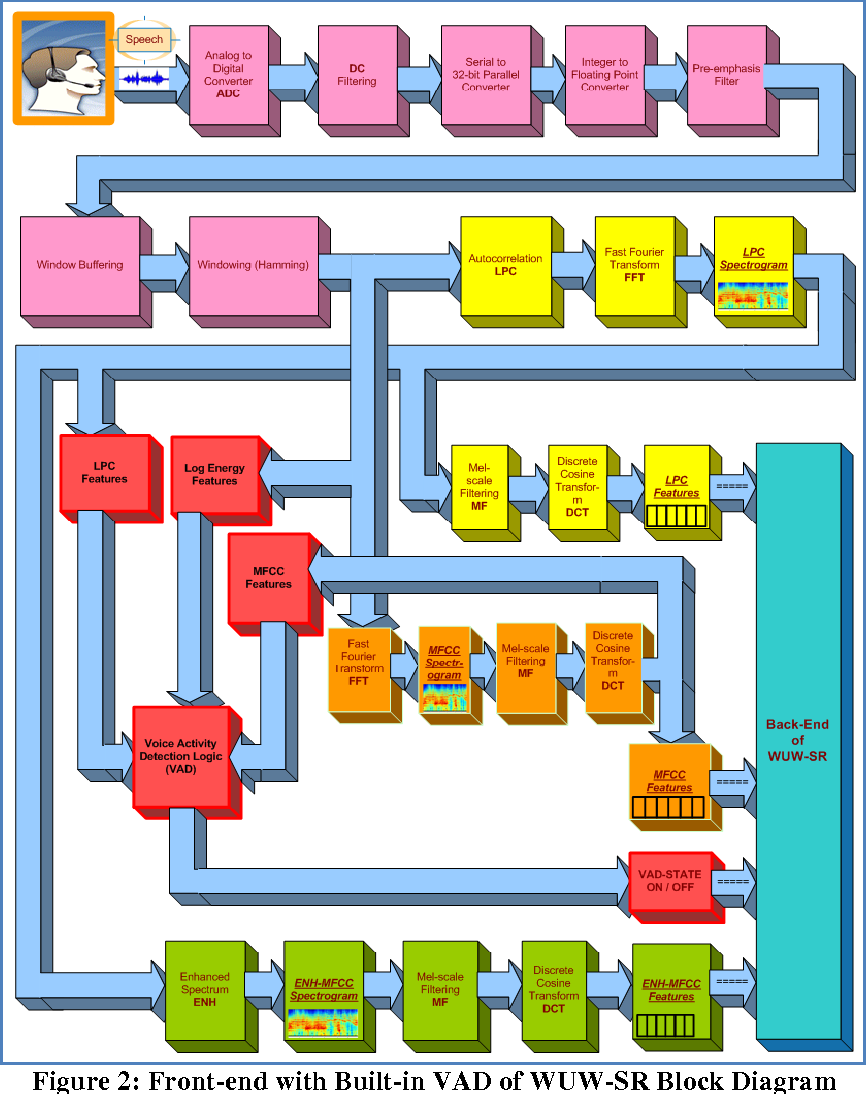 Speech
Analog to
Digital
Converter
ADC
DC
Filtering
Serial to
32-bit Parallel
Converter
Integer to
Floating Point
Converter
Pre-emphasis
Filter
Window Buffering
Windowing (Hamming)
Autocorrelation
LPC
Fast Fourier
Transform
FFT
LPC
Spectrogram
LPC
Features
Log Energy
Features
Mel-
scale
Filtering
MF
Discrete
Cosine
Transfor-
m
DCT
LPC
Features
=====
MFCC
Features
Fast
Fourier
Transform
FFT
MFCC
Spectr-
ogram
Mel-scale
Filtering
MF
Discrete
Cosine
Transfor-
m
DCT
Back-End
of
WUW-SR
Voice Activity
Detection Logic
(VAD)
MFCC
Features
=====
VAD-STATE
ON / OFF
=====
Enhanced
Spectrum
ENH
ENH-MFCC
Spectrogram
Mel-scale
Filtering
MF
Discrete
Cosine
Transform
DCT
ENH-MFCC
Features
=====
Figure 2: Front-end with Built-in VAD of WUW-SR Block Diagram